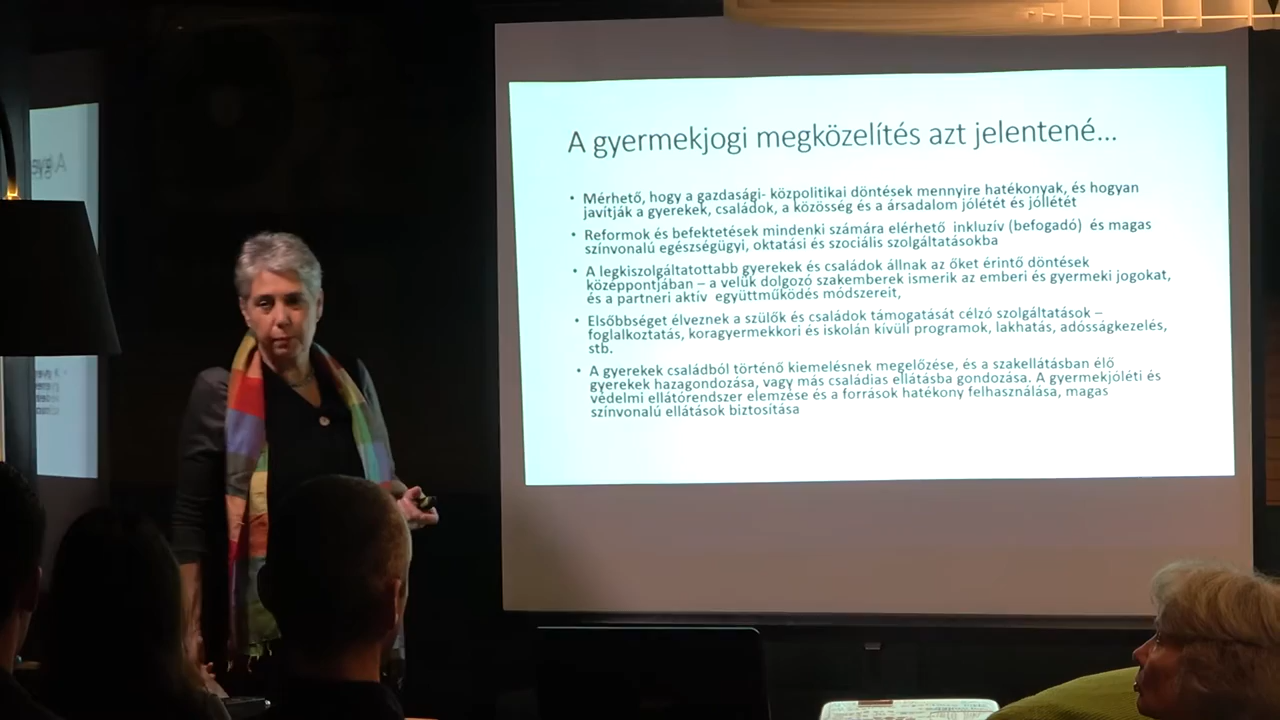 A gyermekjogi megközelítés azt jelentené...
• Mérhető, hogy a gazdasági- közpolitikai döntések mennyire hatékonyak, és hogyan
javítják a gyerekek, családok, a közösség és a ársadalom jólétét és jóllétét
• Reformok és befektetések mindenki számára elérhető inkluzív (befogadó) és magas
színvonalú egészségügyi, oktatási és szociális szolgáltatásokba
• A legkiszolgáltatottabb gyerekek és családok állnak az őket érintő döntések
középpontjában – a velük dolgozó szakemberek ismerik az emberi és gyermeki jogokat,
és a partneri aktív együttműködés módszereit,
• Elsőbbséget élveznek a szülők és családok támogatását célzó szolgáltatások –
foglalkoztatás, koragyermekkori és iskolán kívüli programok, lakhatás, adósságkezelés,
stb.
• A gyerekek családból történő kiemelésnek megelőzése, és a szakellátásban élő
gyerekek hazagondozása, vagy más családias ellátásba gondozása. A gyermekjóléti és
védelmi ellátórendszer elemzése és a források hatékony felhasználása, magas
színvonalú ellátások biztosítása